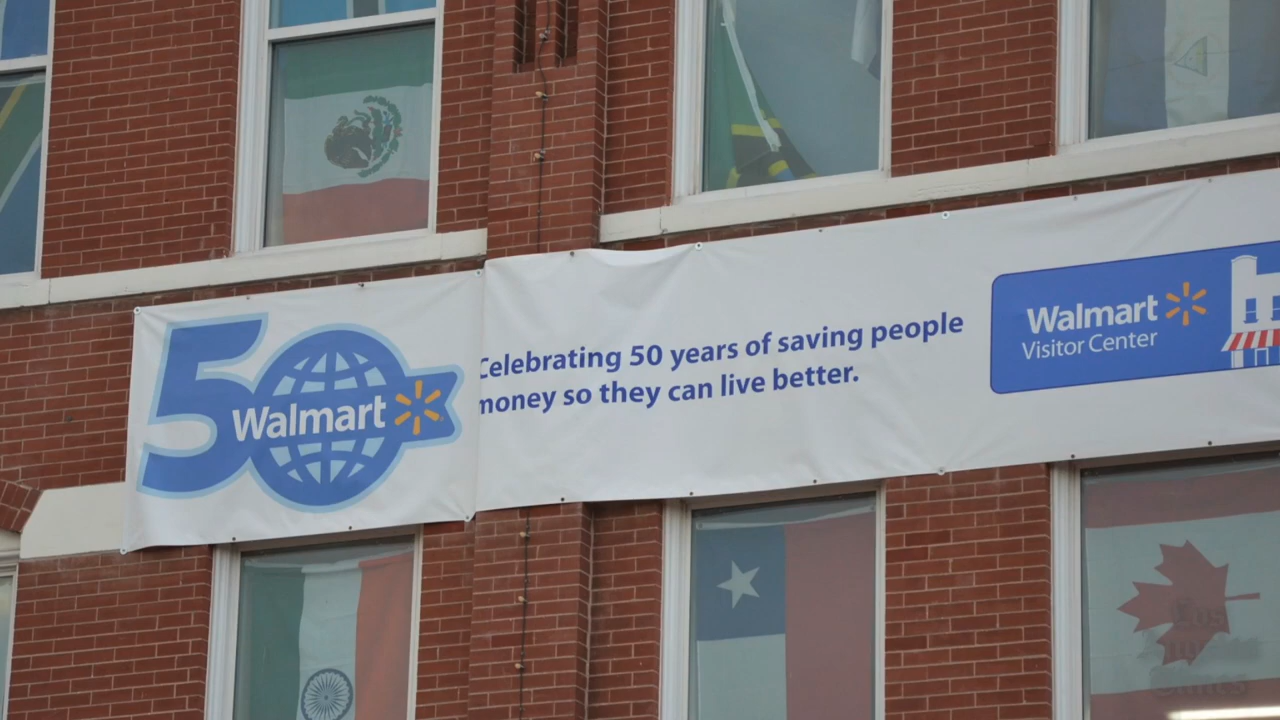 50
Walmart
Celebrating 50 years of saving people
money so they can live better.
Walmart
Visitor Center